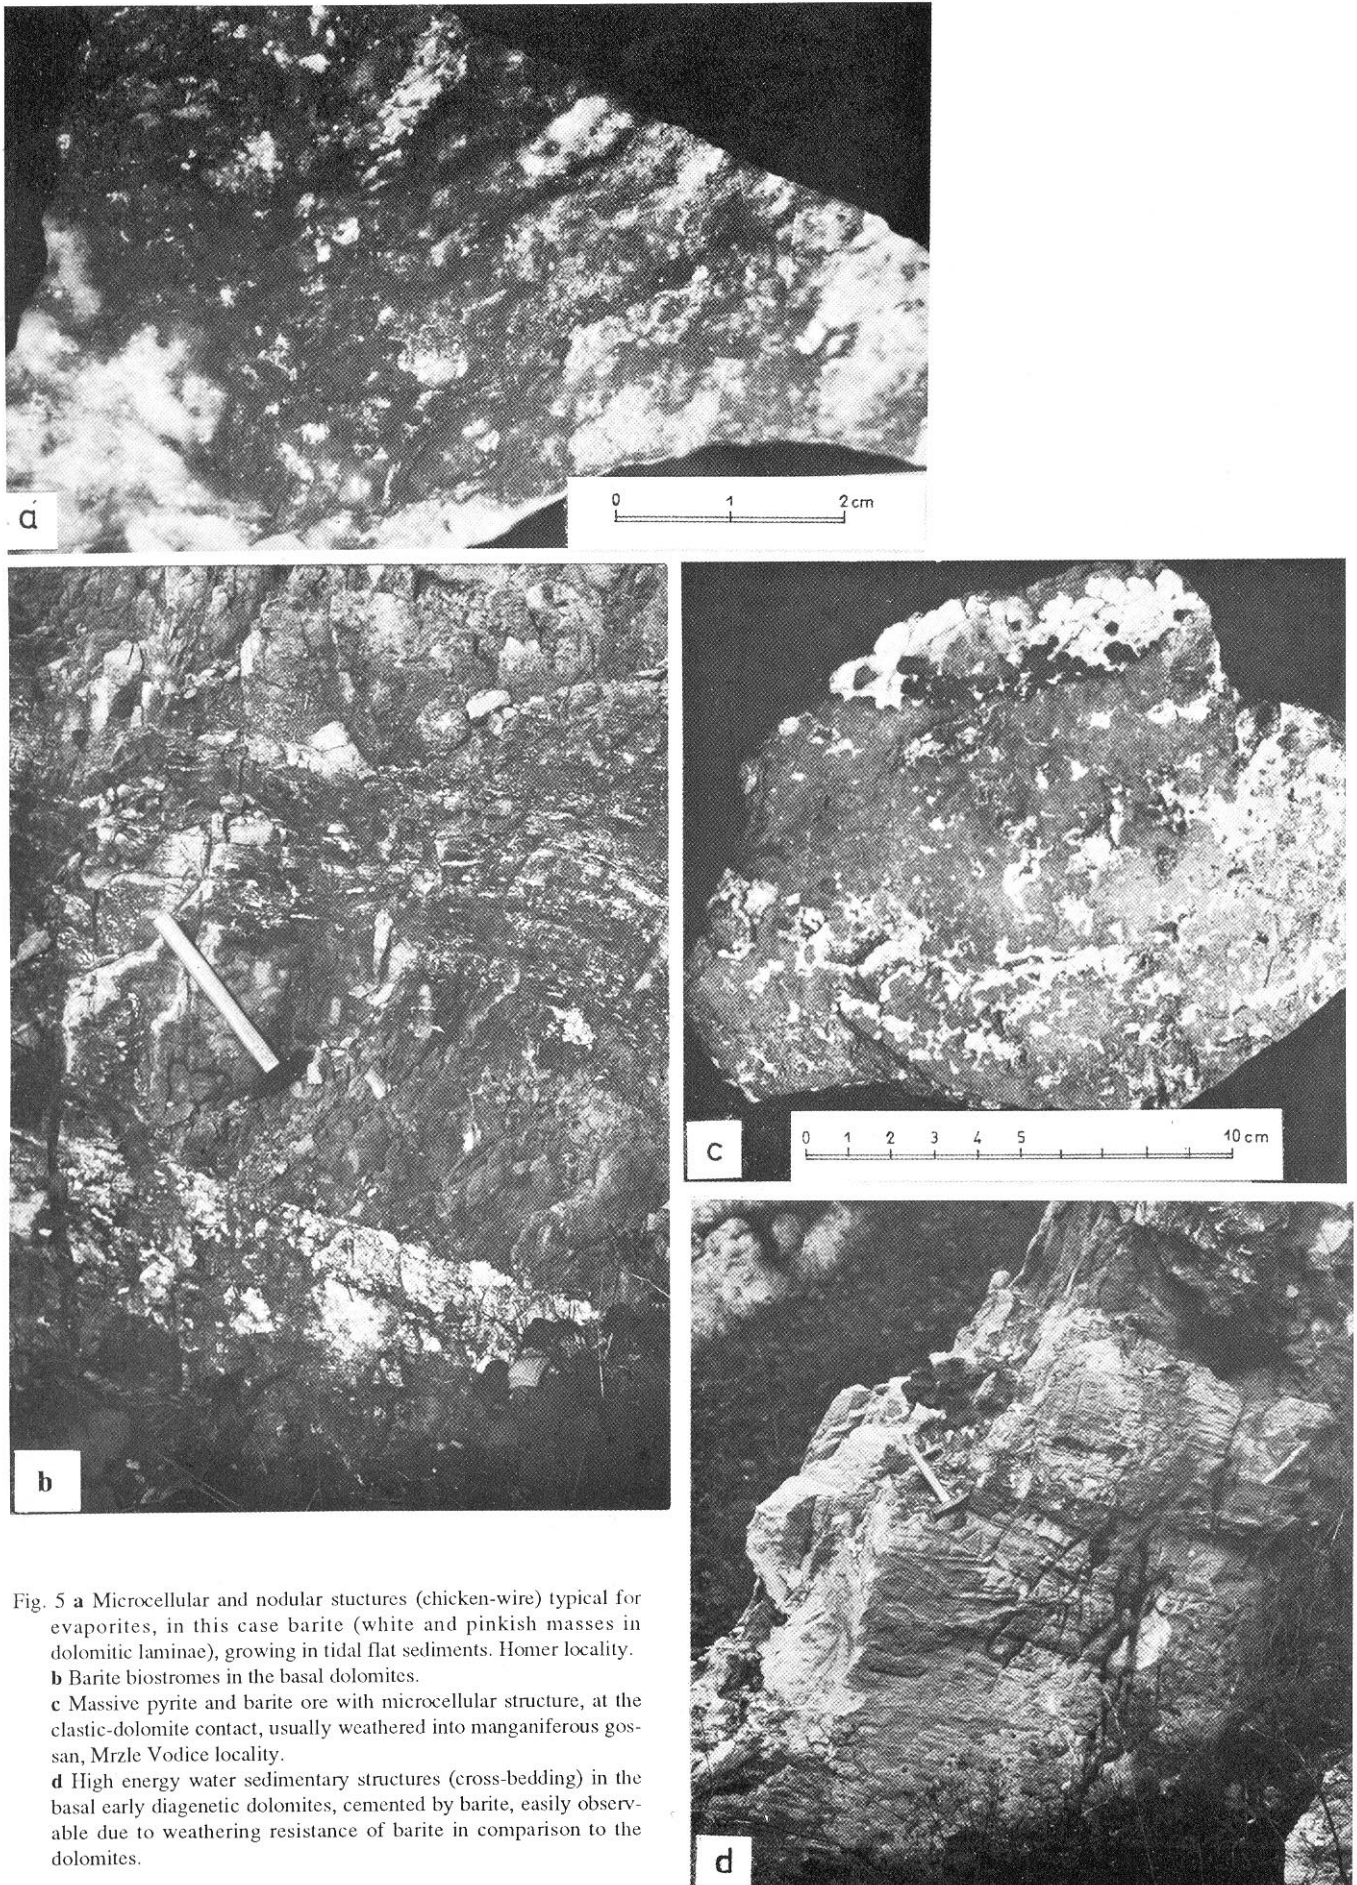 a
0 1 2 cm
b
c
0 1 2 3 4 5 10 cm
d
Fig. 5 a Microcellular and nodular stuctures (chicken-wire) typical for
evaporites, in this case barite (white and pinkish masses in
dolomitic laminae), growing in tidal flat sediments. Homer locality.
b Barite biostromes in the basal dolomites.
c Massive pyrite and barite ore with microcellular structure, at the
clastic-dolomite contact, usually weathered into manganiferous gos-
san, Mrzle Vodice locality.
d High energy water sedimentary structures (cross-bedding) in the
basal early diagenetic dolomites, cemented by barite, easily observ-
able due to weathering resistance of barite in comparison to the
dolomites.